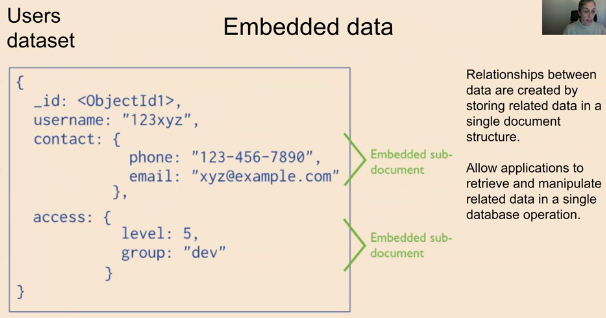 Users
dataset
Embedded data
{
_id: <ObjectId1>,
username: "123xyz",
contact: {
phone: "123-456-7890",
email: "xyz@example.com"
},
access: {
level: 5,
group: "dev"
}
}
Embedded sub-
document
Embedded sub-
document
Relationships between
data are created by
storing related data in a
single document
structure.
Allow applications to
retrieve and manipulate
related data in a single
database operation.